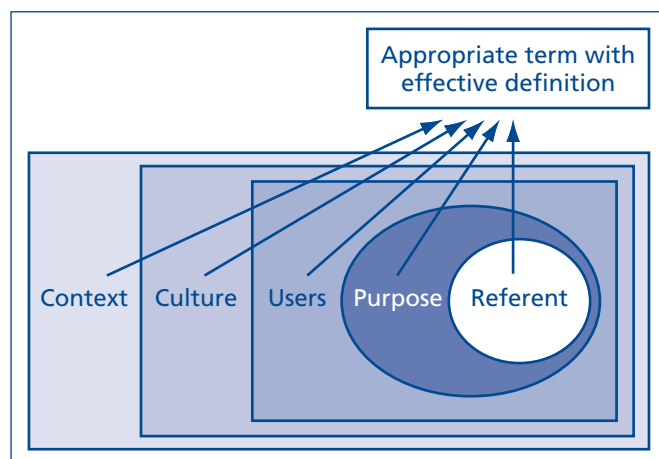 Appropriate term with
effective definition
Context Culture Users Purpose Referent